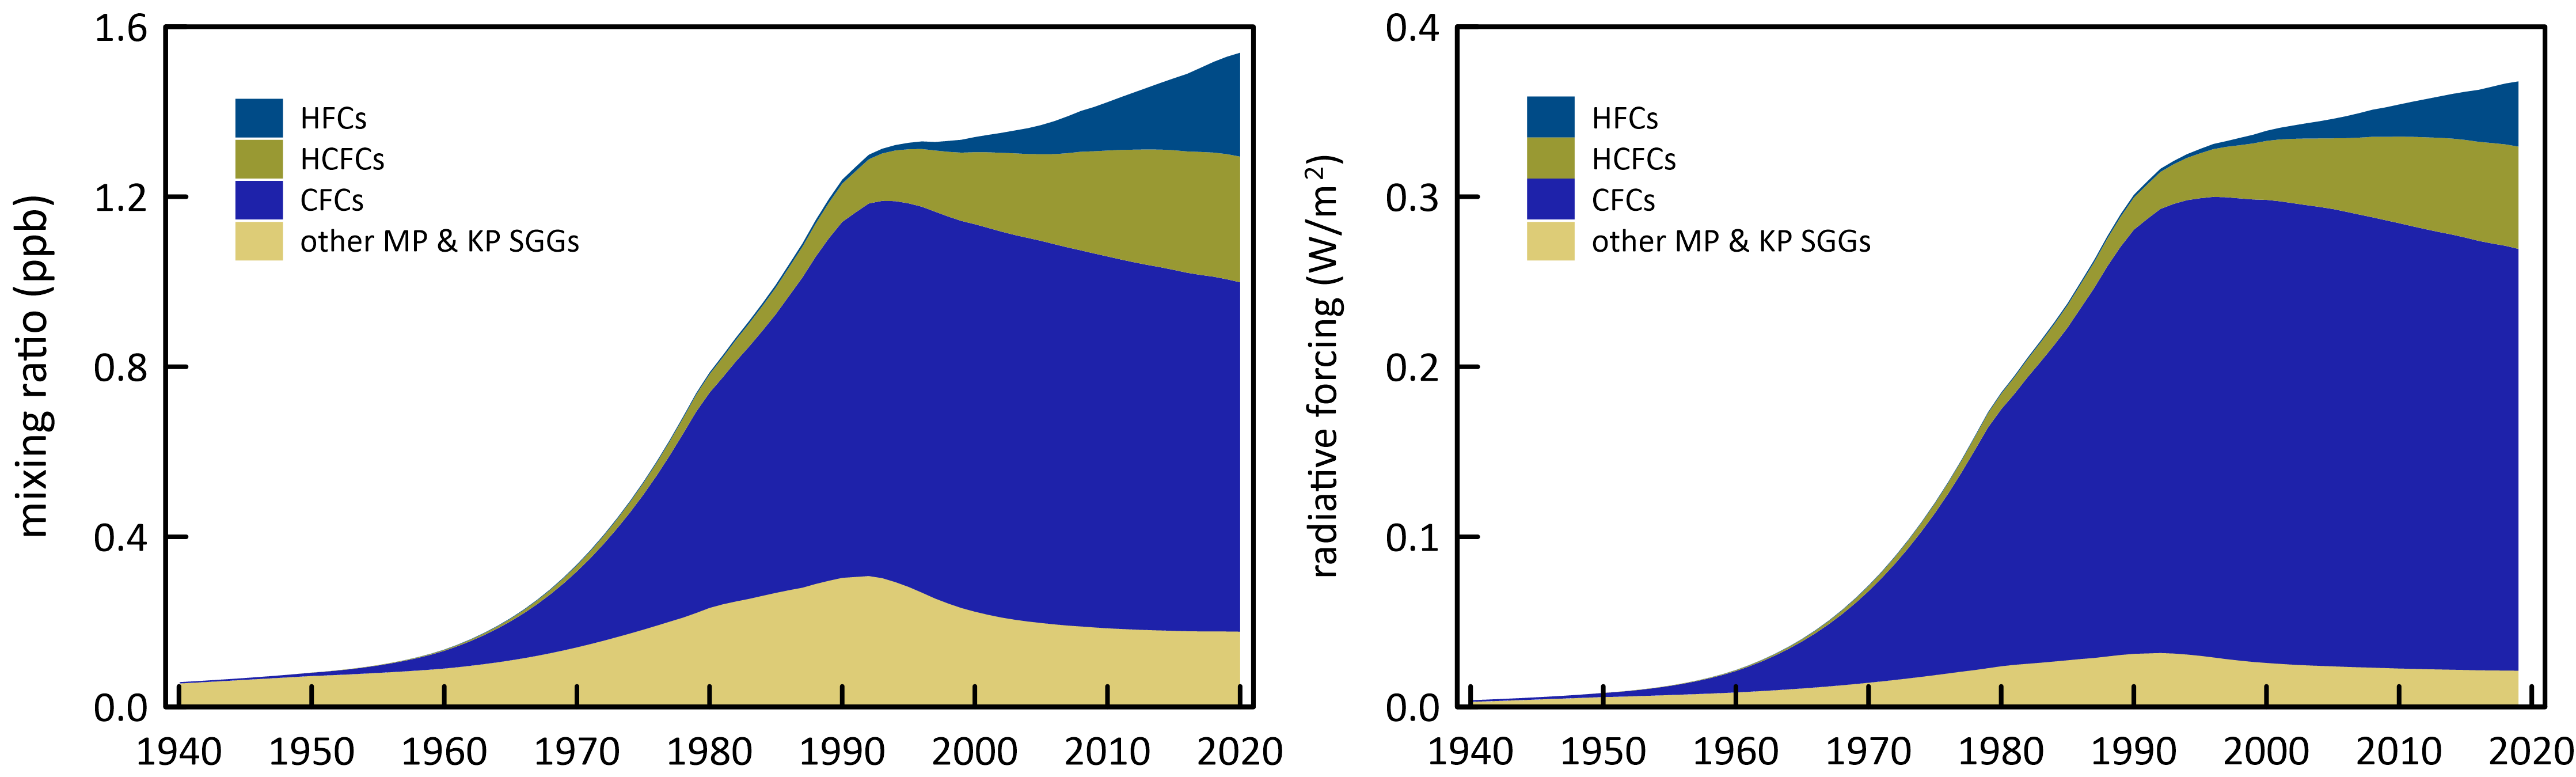 mixing ratio (ppb)
1.6
1.2
0.8
0.4
0.0
HFCs
HCFCs
CFCs
other MP & KP SGGs
1940 1950 1960 1970 1980 1990 2000 2010 2020
radiative forcing (W/m²)
0.4
0.3
0.2
0.1
0.0
HFCs
HCFCs
CFCs
other MP & KP SGGs
1940 1950 1960 1970 1980 1990 2000 2010 2020